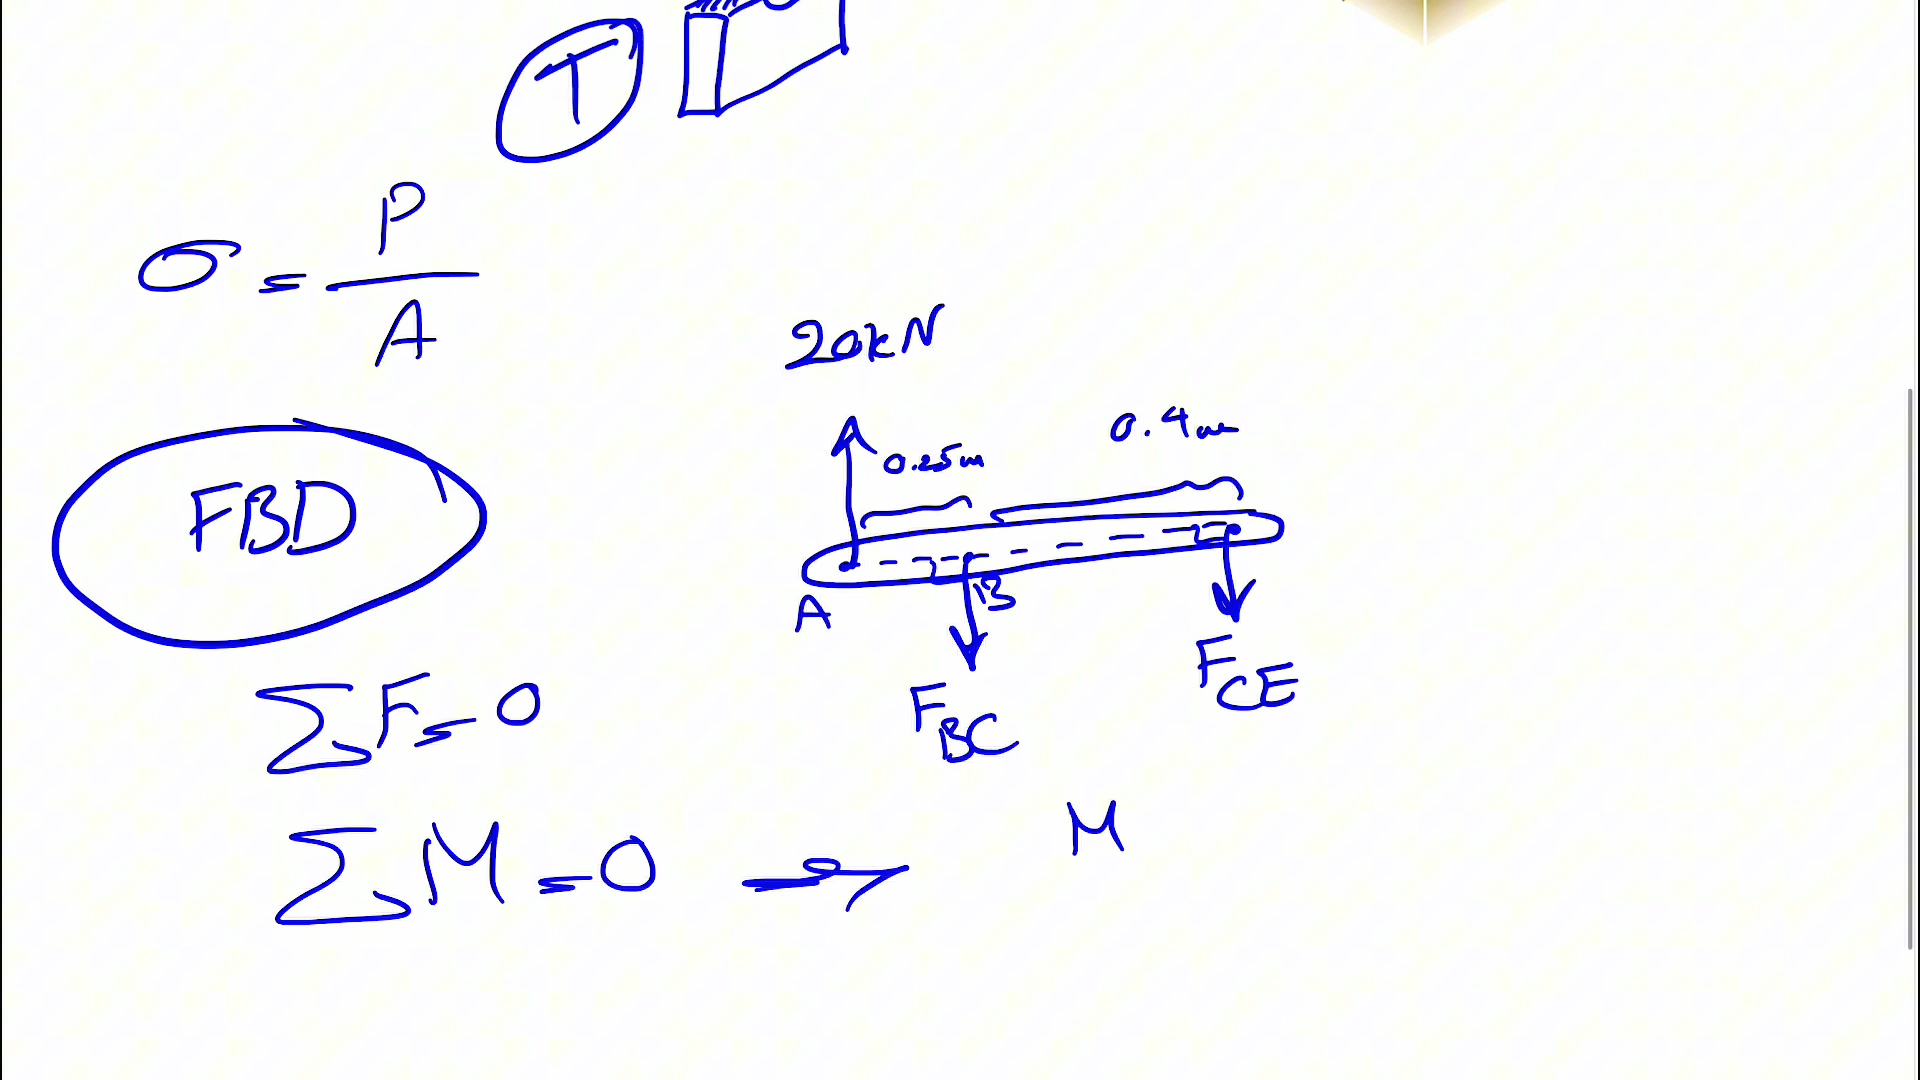 T
σ = P/A
20kN
0.25m
0.4m
FBD
A
B
F_BC
F_CE
ΣF=0
ΣM=0 →
M